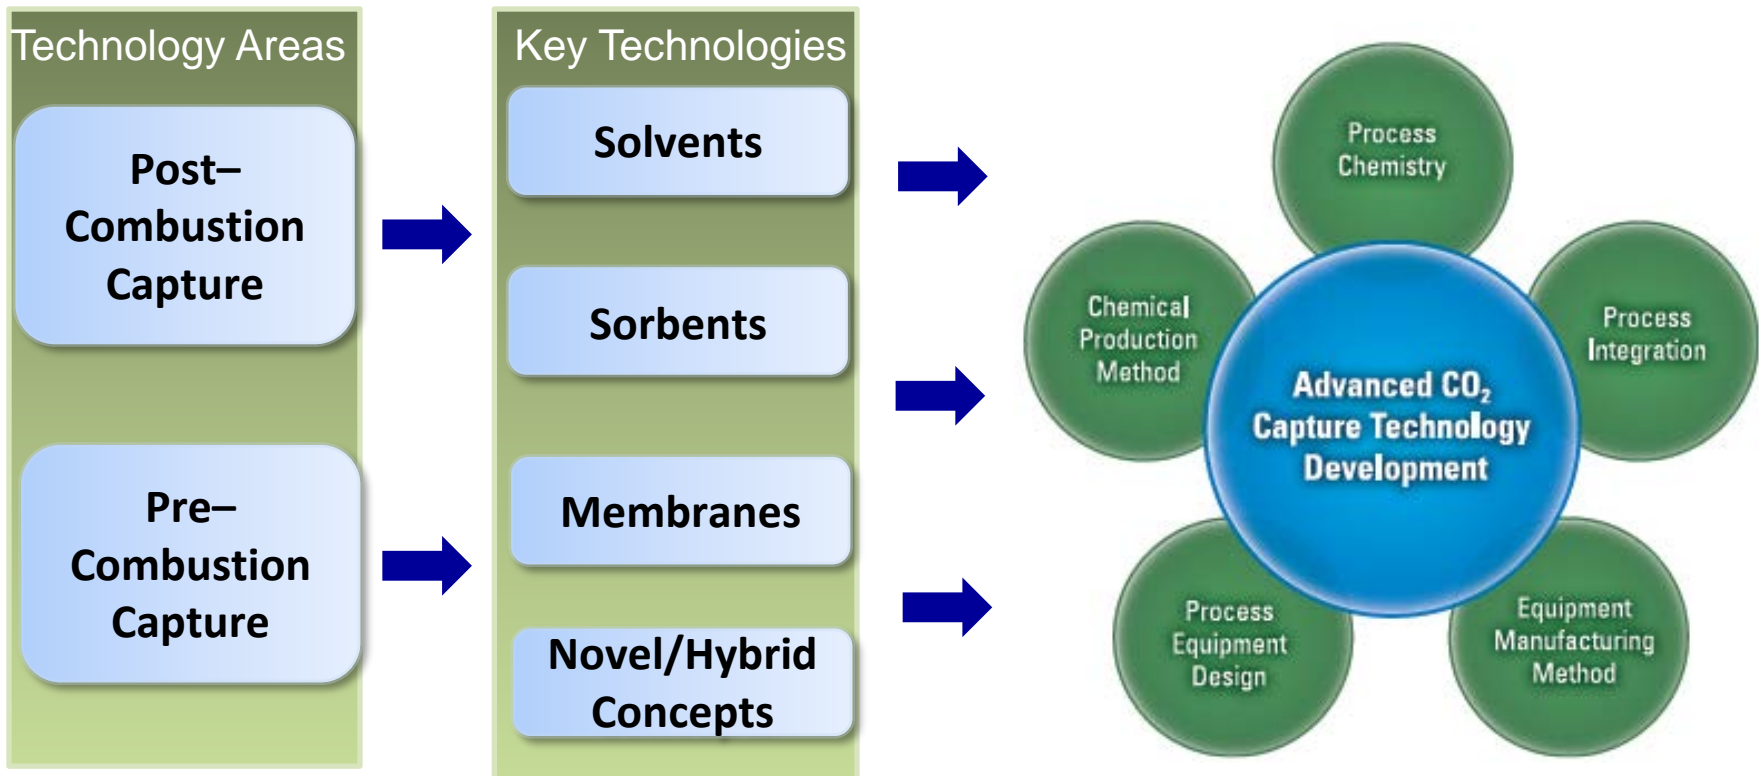 Technology Areas
Post–
Combustion
Capture
Pre–
Combustion
Capture
Key Technologies
Solvents
Sorbents
Membranes
Novel/Hybrid
Concepts
Process
Chemistry
Chemical
Production
Method
Process
Integration
Advanced CO₂
Capture Technology
Development
Process
Equipment
Design
Equipment
Manufacturing
Method